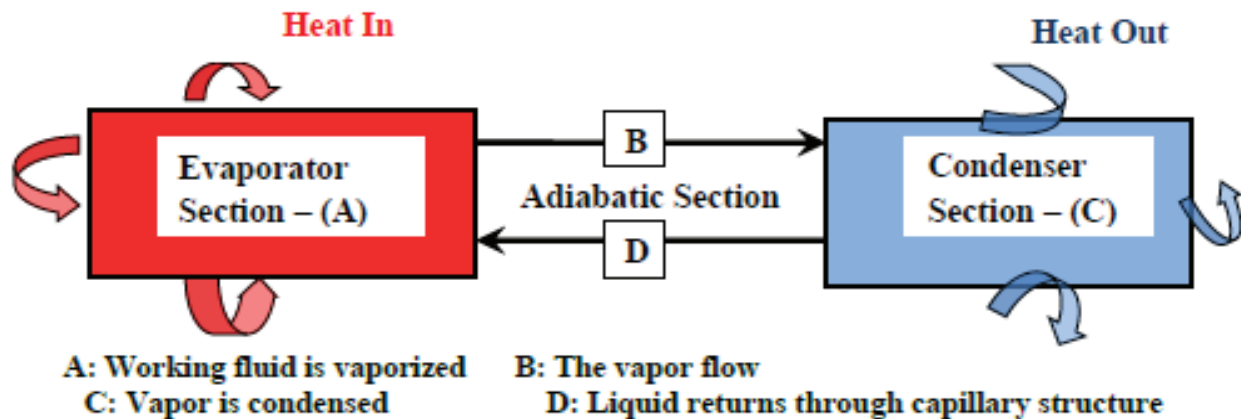 Heat In
Heat Out
Evaporator
Section – (A)
B
Adiabatic Section
D
Condenser
Section – (C)
A: Working fluid is vaporized B: The vapor flow
C: Vapor is condensed D: Liquid returns through capillary structure